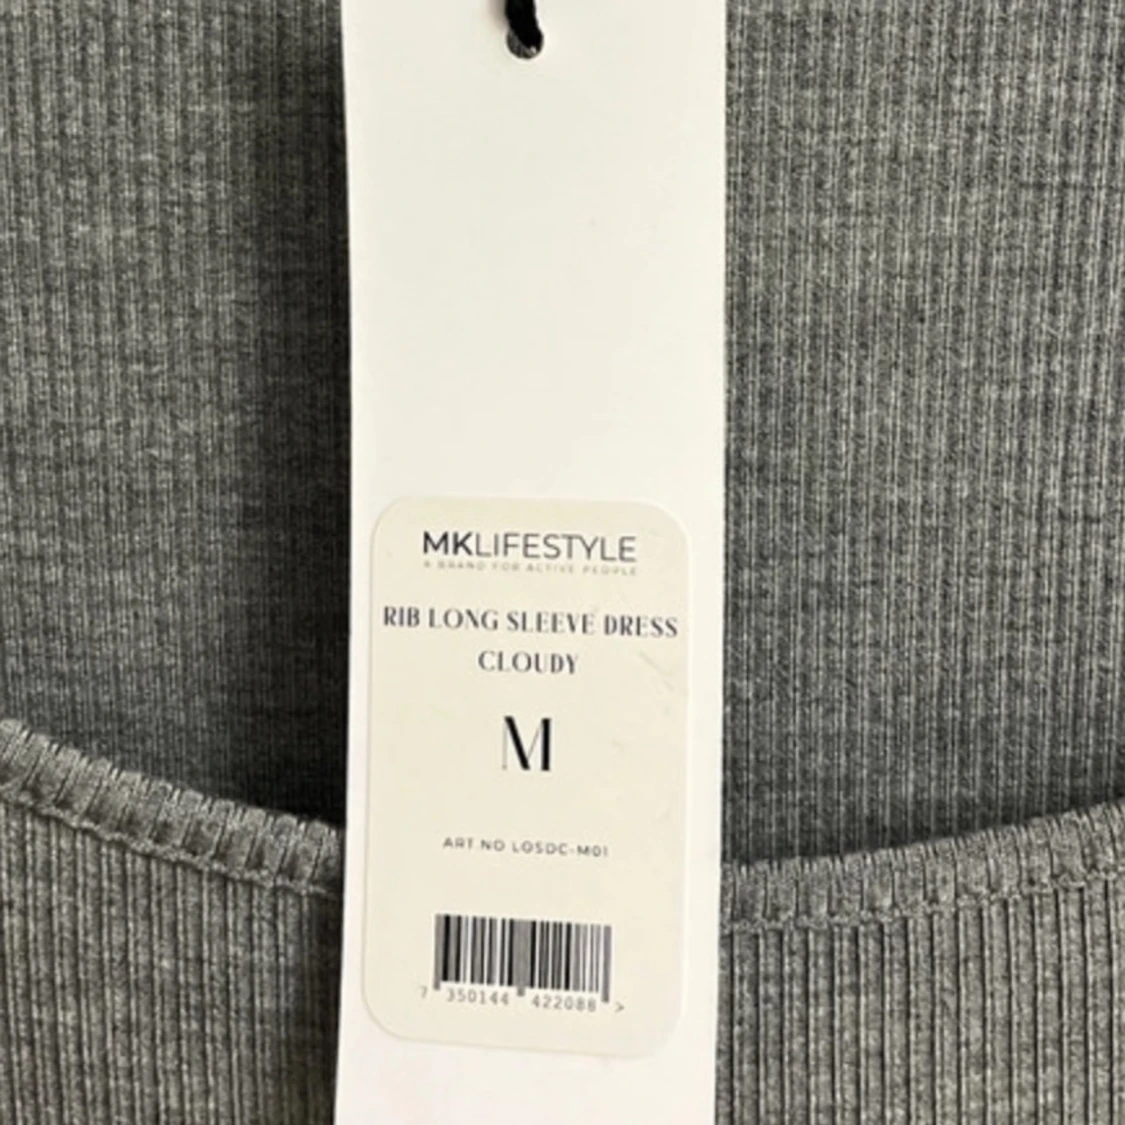 MKLIFESTYLE
A BRAND FOR ACTIVE PEOPLE
RIB LONG SLEEVE DRESS
CLOUDY
M
ART.NO LOSDC-M01
7 350144 422088 >